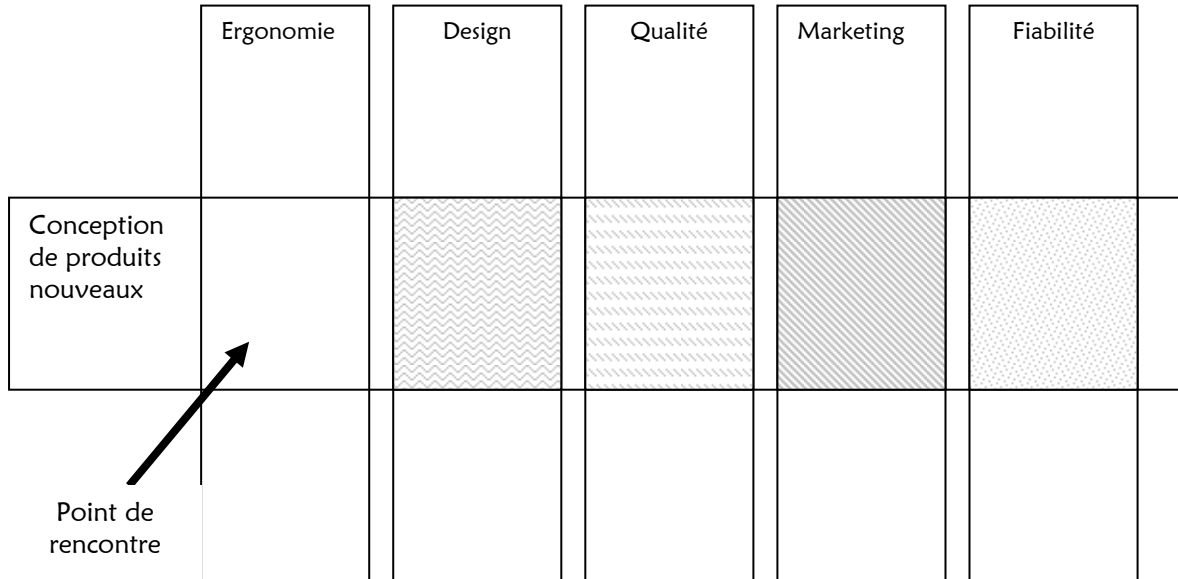 Ergonomie
Design
Qualité
Marketing
Fiabilité
Conception
de produits
nouveaux
Point de
rencontre